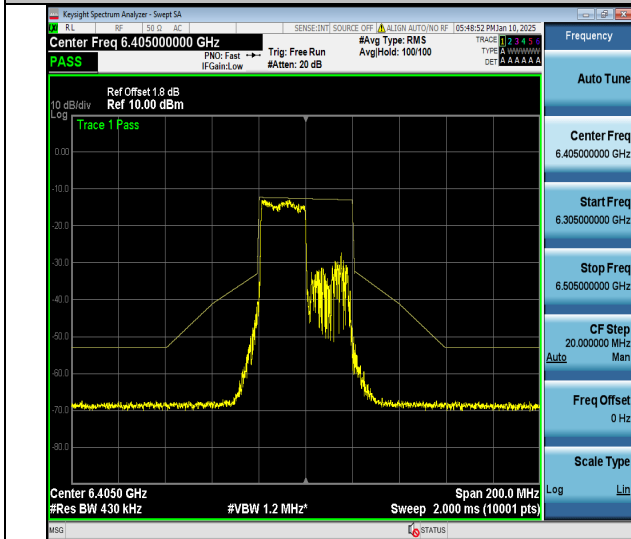 Keysight Spectrum Analyzer - Swept SA
RL RF 50 Ω AC SENSE:INT SOURCE OFF ALIGN AUTO/NO RF 05:48:52 PM Jan 10, 2025
Center Freq 6.405000000 GHz
PASS
PNO: Fast
IFGain:Low
Trig: Free Run
#Atten: 20 dB
#Avg Type: RMS
Avg|Hold: 100/100
TRACE 1 2 3 4 5 6
TYPE A WWWWW
DET A A A A A A
Ref Offset 1.8 dB
10 dB/div Ref 10.00 dBm
Log
Trace 1 Pass
0.00
-10.0
-20.0
-30.0
-40.0
-50.0
-60.0
-70.0
-80.0
Center 6.4050 GHz Span 200.0 MHz
#Res BW 430 kHz #VBW 1.2 MHz* Sweep 2.000 ms (10001 pts)
MSG STATUS
Frequency
Auto Tune
Center Freq
6.405000000 GHz
Start Freq
6.305000000 GHz
Stop Freq
6.505000000 GHz
CF Step
20.000000 MHz
Auto Man
Freq Offset
0 Hz
Scale Type
Log Lin